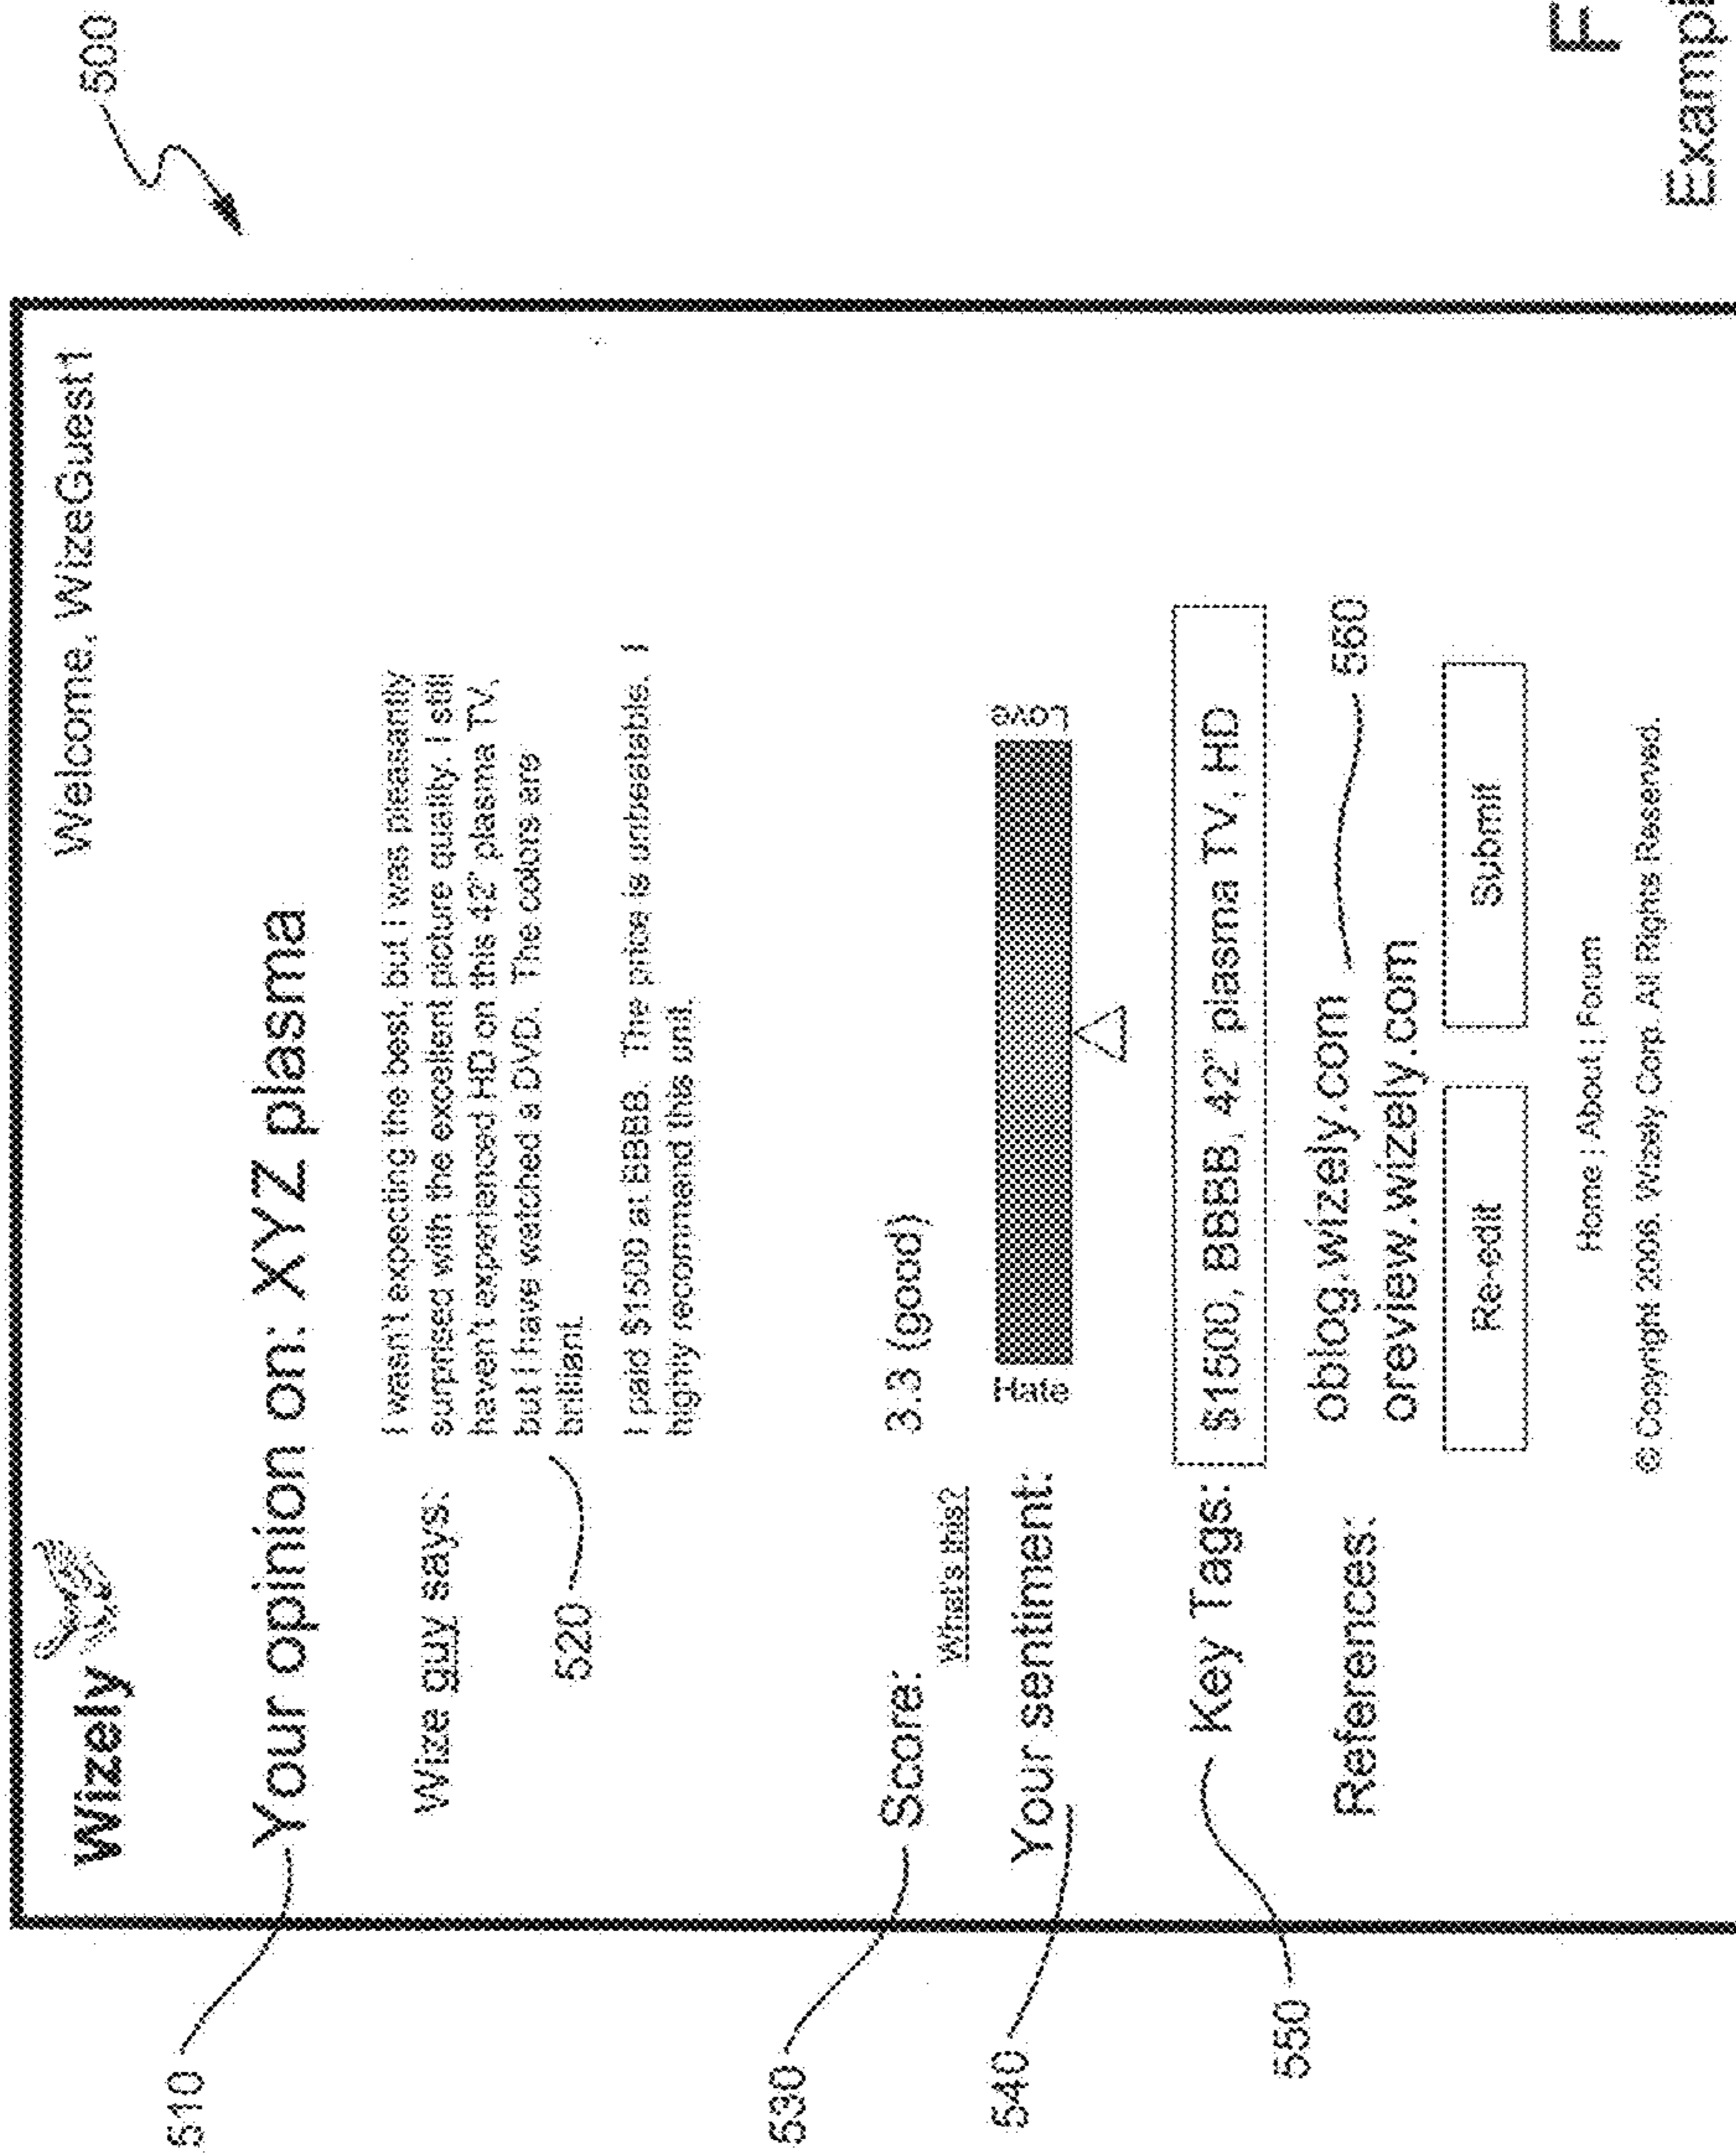 500
Wizely
Welcome, WizeGuest1
510
Your opinion on: XYZ plasma
Wize guy says:
I wasn't expecting the best, but I was pleasantly
surprised with the excellent picture quality. I still
haven't experienced HD on this 42" plasma TV,
but I have watched a DVD. The colors are
brilliant.
520
I paid $1500 at BBBB. The price is unbeatable. I
highly recommend this unit.
530
Score:
3.3 (good)
What's this?
540
Your sentiment:
Hate
Love
550
Key Tags:
$1500, BBBB, 42" plasma TV, HD
References:
oblog.wizely.com
560
oreview.wizely.com
Re-edit
Submit
Home | About | Forum
© Copyright 2006. Wizely Corp. All Rights Reserved.
F
Exampl